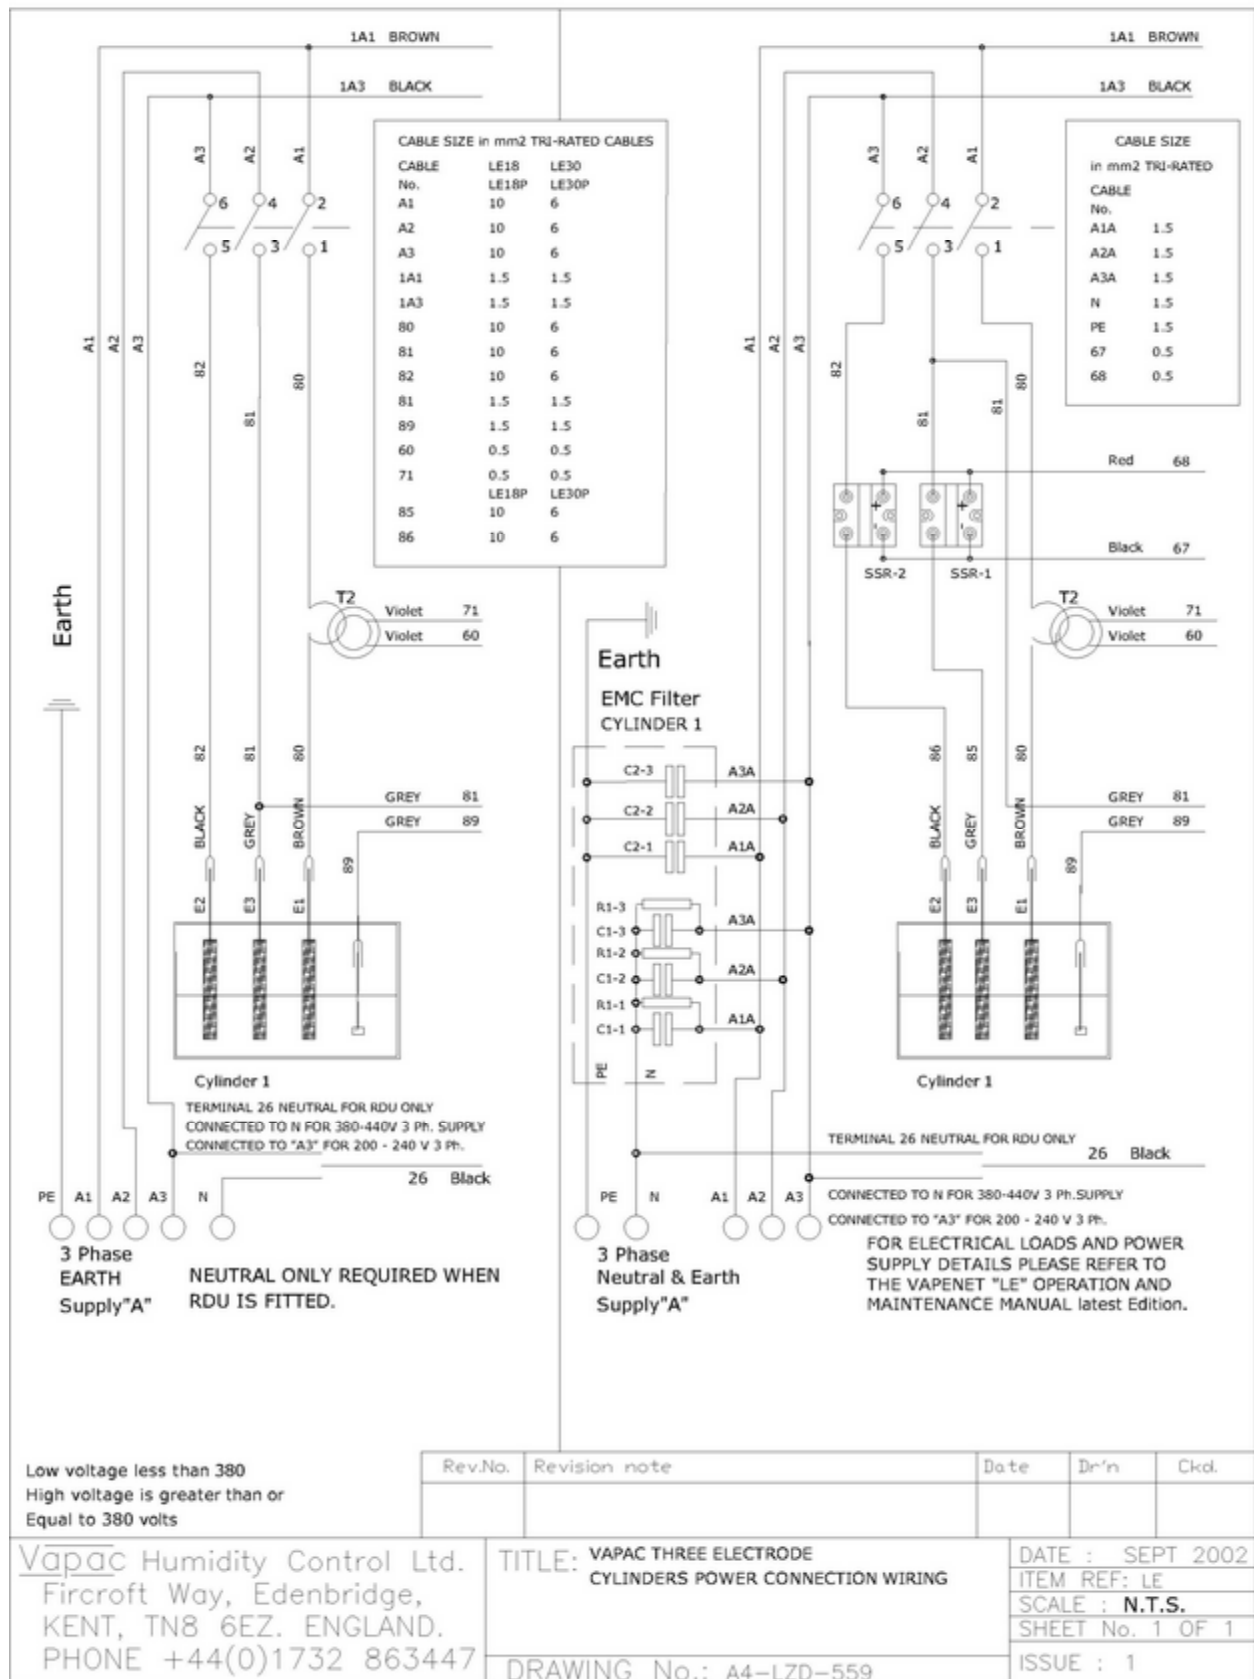 1A1 BROWN
1A3 BLACK
A3 A2 A1
6 4 2
5 3 1
A1 A2 A3
82 81 80
CABLE SIZE in mm2 TRI-RATED CABLES
CABLE LE18 LE30
No. LE18P LE30P
A1 10 6
A2 10 6
A3 10 6
1A1 1.5 1.5
1A3 1.5 1.5
80 10 6
81 10 6
82 10 6
81 1.5 1.5
89 1.5 1.5
60 0.5 0.5
71 0.5 0.5
LE18P LE30P
85 10 6
86 10 6
Earth
T2
Violet 71
Violet 60
82 81 80
GREY 81
GREY 89
BLACK GREY BROWN 89
E2 E3 E1
Cylinder 1
TERMINAL 26 NEUTRAL FOR RDU ONLY
CONNECTED TO N FOR 380-440V 3 Ph. SUPPLY
CONNECTED TO "A3" FOR 200 - 240 V 3 Ph.
26 Black
PE A1 A2 A3 N
3 Phase
EARTH
Supply"A"
NEUTRAL ONLY REQUIRED WHEN
RDU IS FITTED.
1A1 BROWN
1A3 BLACK
A3 A2 A1
6 4 2
5 3 1
A1 A2 A3
82 81 81 80
CABLE SIZE
in mm2 TRI-RATED
CABLE
No.
A1A 1.5
A2A 1.5
A3A 1.5
N 1.5
PE 1.5
67 0.5
68 0.5
Red 68
+ +
- -
Black 67
SSR-2 SSR-1
T2
Violet 71
Violet 60
Earth
EMC Filter
CYLINDER 1
C2-3 A3A
C2-2 A2A
C2-1 A1A
R1-3
C1-3 A3A
R1-2
C1-2 A2A
R1-1
C1-1 A1A
PE N
86 85 80
GREY 81
GREY 89
BLACK GREY BROWN 89
E2 E3 E1
Cylinder 1
TERMINAL 26 NEUTRAL FOR RDU ONLY
26 Black
CONNECTED TO N FOR 380-440V 3 Ph.SUPPLY
CONNECTED TO "A3" FOR 200 - 240 V 3 Ph.
PE N A1 A2 A3
3 Phase
Neutral & Earth
Supply"A"
FOR ELECTRICAL LOADS AND POWER
SUPPLY DETAILS PLEASE REFER TO
THE VAPENET "LE" OPERATION AND
MAINTENANCE MANUAL latest Edition.
Low voltage less than 380
High voltage is greater than or
Equal to 380 volts
Rev.No. Revision note Date Dr'n Ckd.
Vapac Humidity Control Ltd.
Fircroft Way, Edenbridge,
KENT, TN8 6EZ. ENGLAND.
PHONE +44(0)1732 863447
TITLE: VAPAC THREE ELECTRODE
CYLINDERS POWER CONNECTION WIRING
DRAWING No.: A4-LZD-559
DATE : SEPT 2002
ITEM REF: LE
SCALE : N.T.S.
SHEET No. 1 OF 1
ISSUE : 1